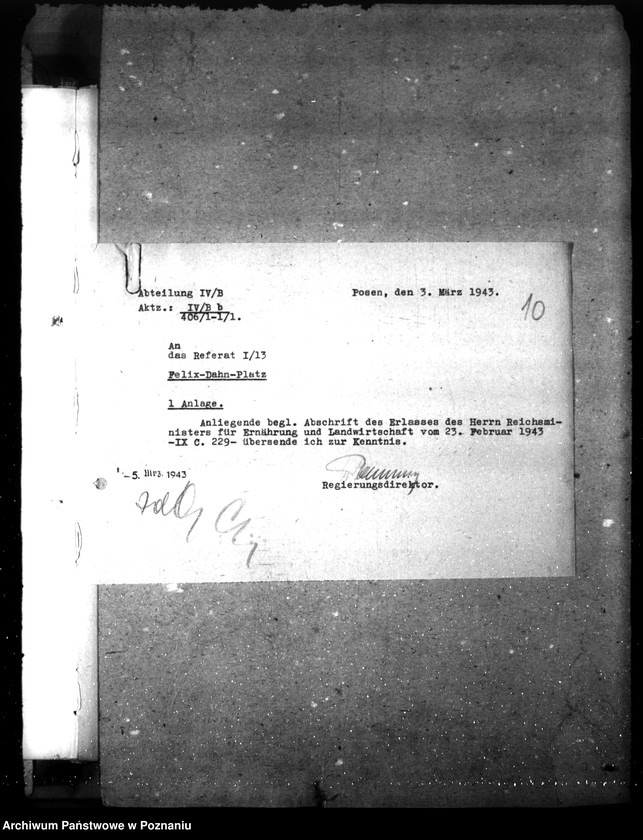 Abteilung IV/B
Posen, den 3. März 1943.
Aktz.: IV/B b
406/1-1/1.
10
An
das Referat I/13
Felix-Dahn-Platz
1 Anlage.
Anliegende begl. Abschrift des Erlasses des Herrn Reichsmi-
nisters für Ernährung und Landwirtschaft vom 23. Februar 1943
-IX C. 229- übersende ich zur Kenntnis.
-5. Mrz. 1943
Regierungsdirektor.
Archiwum Państwowe w Poznaniu